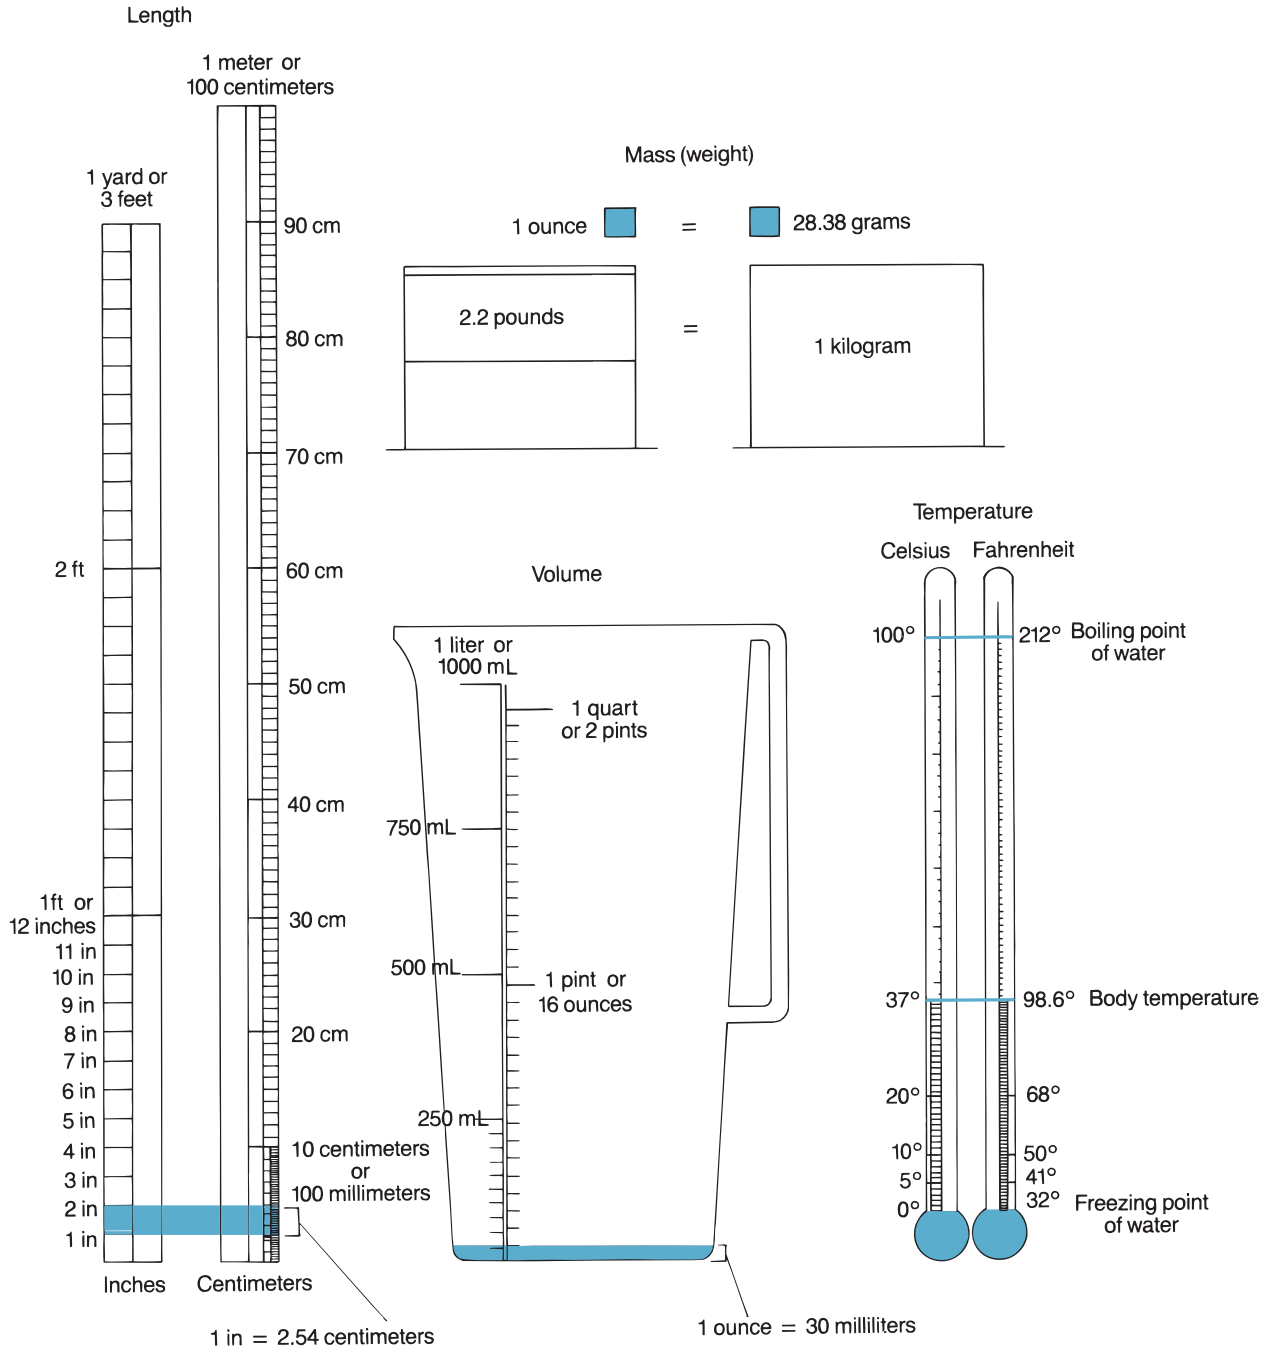 Length
1 meter or
100 centimeters
1 yard or
3 feet
90 cm
80 cm
70 cm
2 ft
60 cm
50 cm
40 cm
1ft or
12 inches
30 cm
11 in
10 in
9 in
8 in
20 cm
7 in
6 in
5 in
4 in
10 centimeters
or
100 millimeters
3 in
2 in
1 in
Inches
Centimeters
1 in = 2.54 centimeters
Mass (weight)
1 ounce = 28.38 grams
2.2 pounds = 1 kilogram
Volume
1 liter or
1000 mL
1 quart
or 2 pints
750 mL
500 mL
1 pint or
16 ounces
250 mL
1 ounce = 30 milliliters
Temperature
Celsius Fahrenheit
100° 212° Boiling point
of water
37° 98.6° Body temperature
20° 68°
10° 50°
5° 41°
0° 32° Freezing point
of water